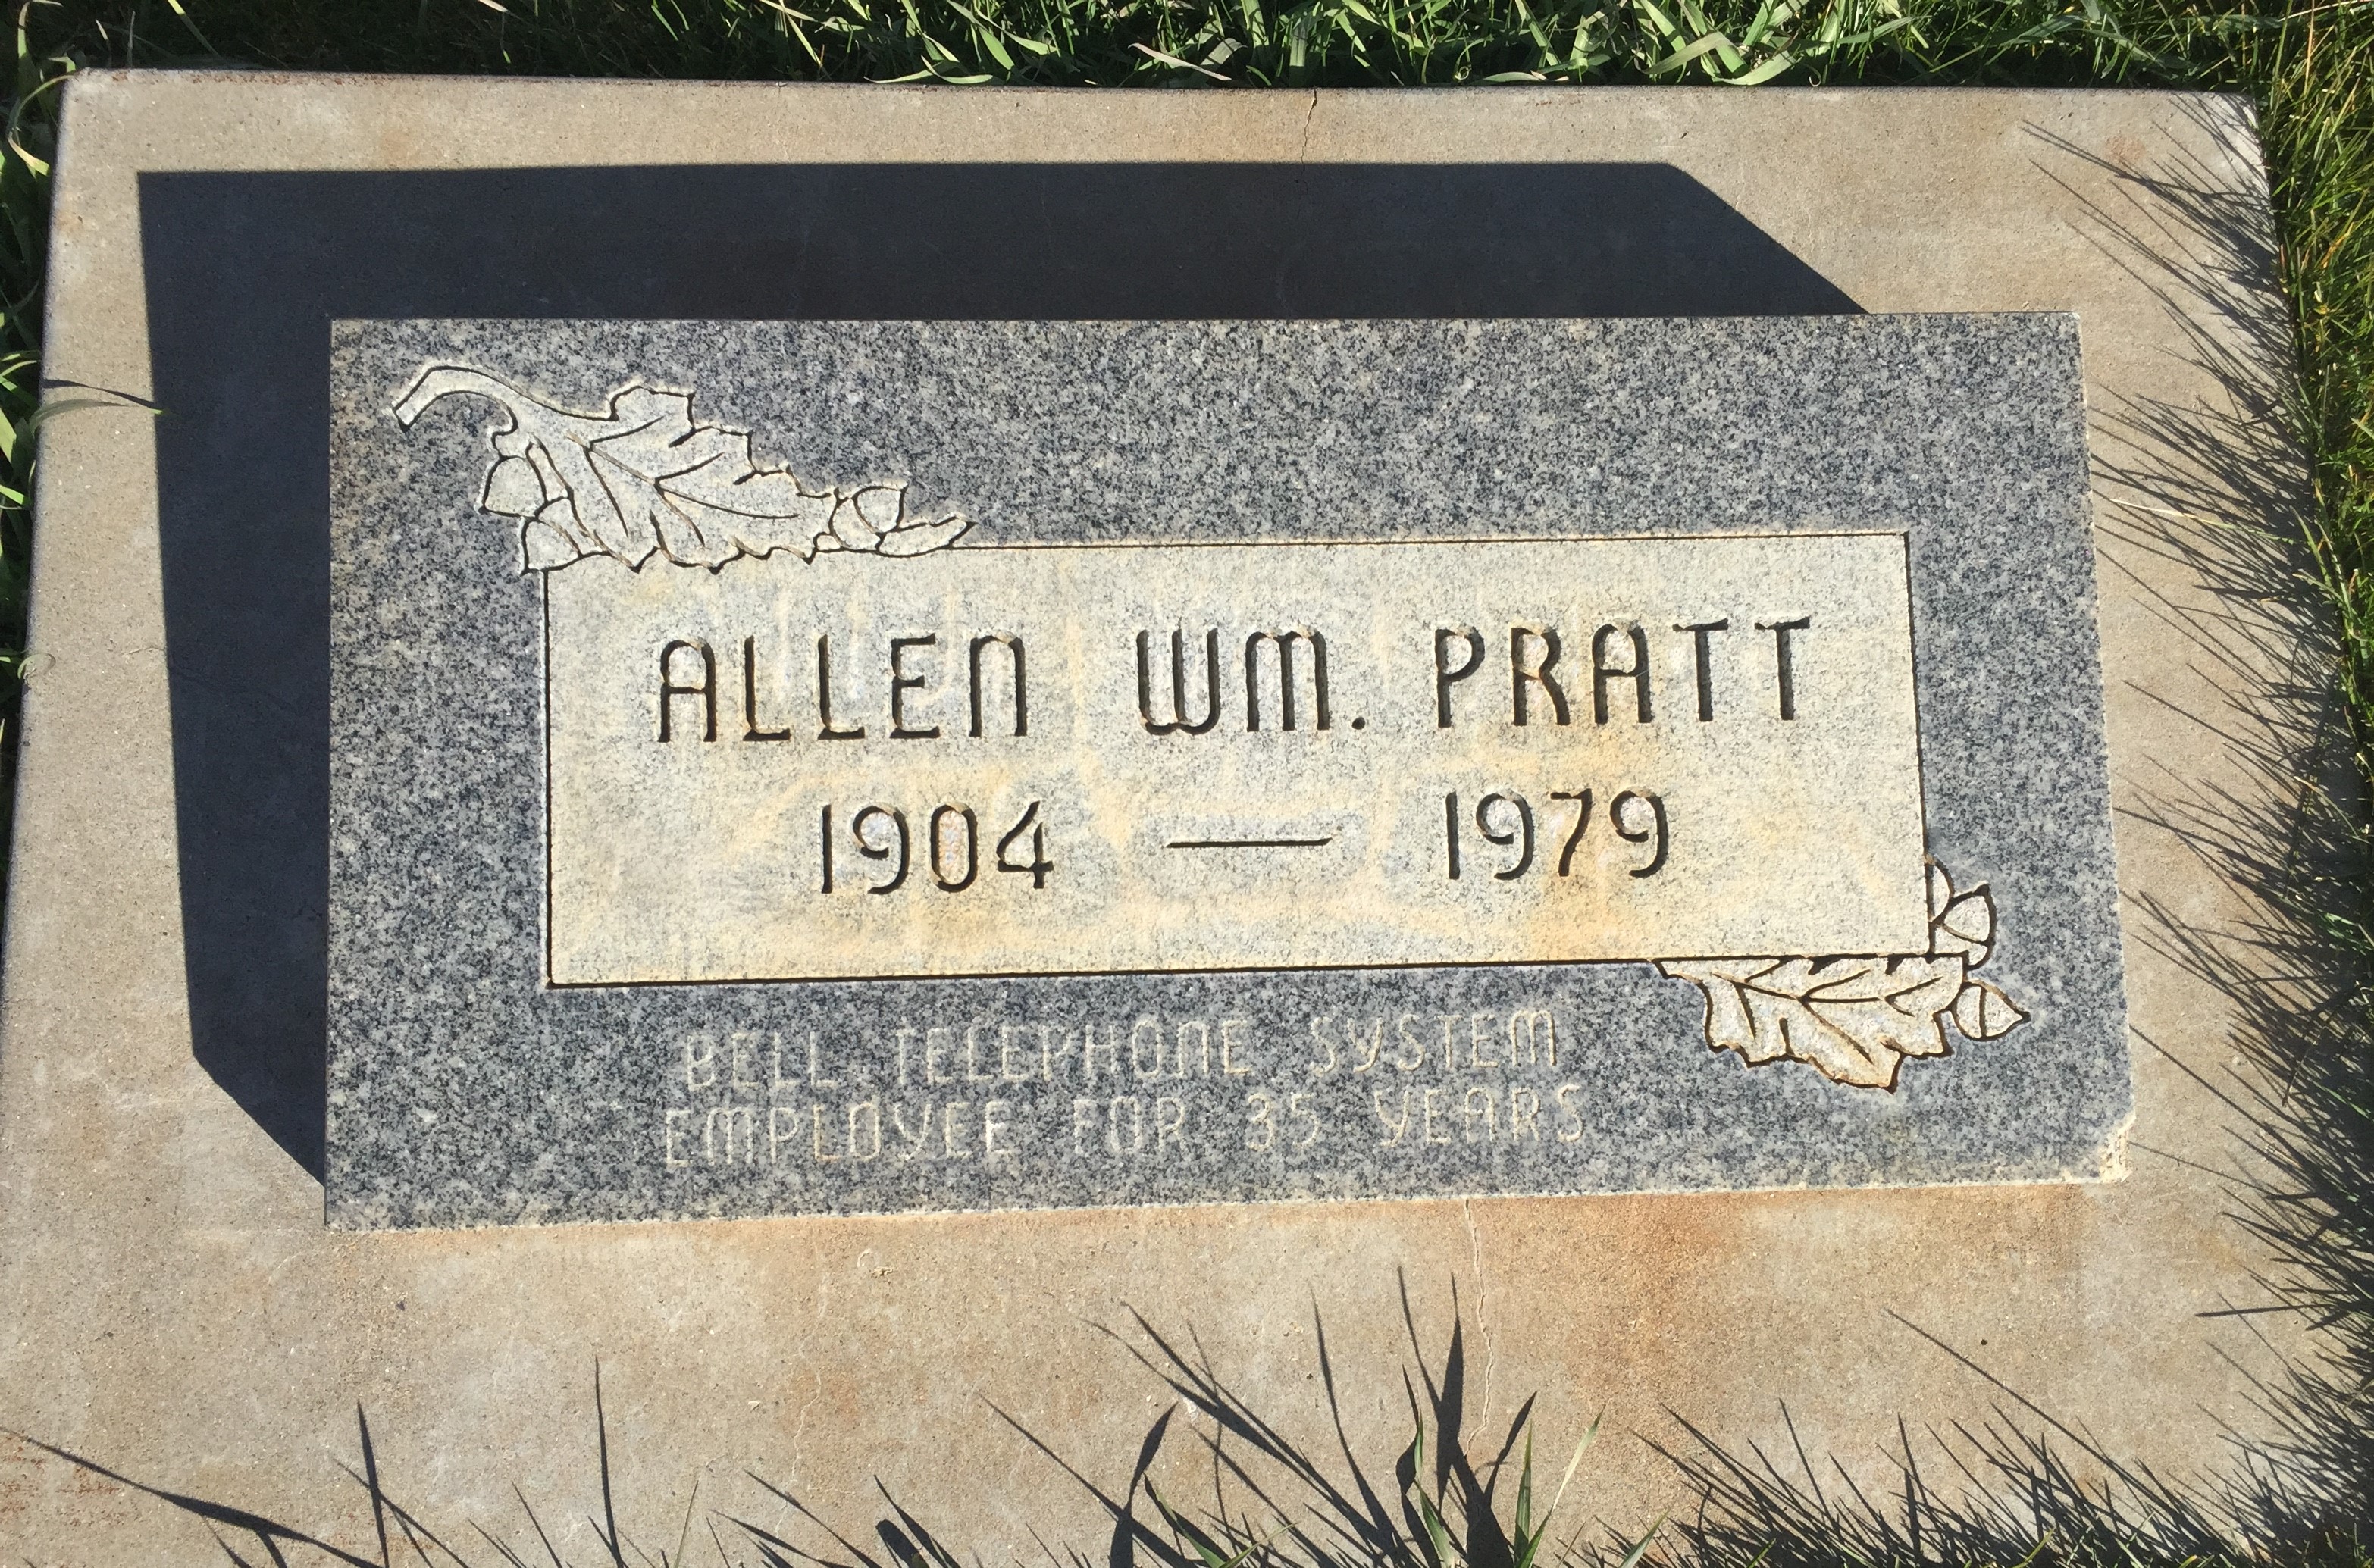 ALLEN WM. PRATT
1904 — 1979
BELL TELEPHONE SYSTEM
EMPLOYEE FOR 35 YEARS